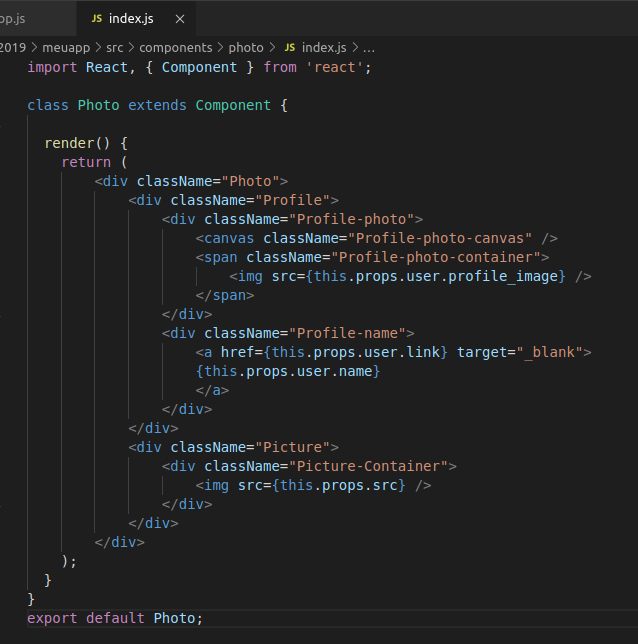 op.js JS index.js ×
2019 > meuapp > src > components > photo > JS index.js > ...
import React, { Component } from 'react';
class Photo extends Component {
render() {
return (
<div className="Photo">
<div className="Profile">
<div className="Profile-photo">
<canvas className="Profile-photo-canvas" />
<span className="Profile-photo-container">
<img src={this.props.user.profile_image} />
</span>
</div>
<div className="Profile-name">
<a href={this.props.user.link} target="_blank">
{this.props.user.name}
</a>
</div>
</div>
<div className="Picture">
<div className="Picture-Container">
<img src={this.props.src} />
</div>
</div>
</div>
);
}
}
export default Photo;